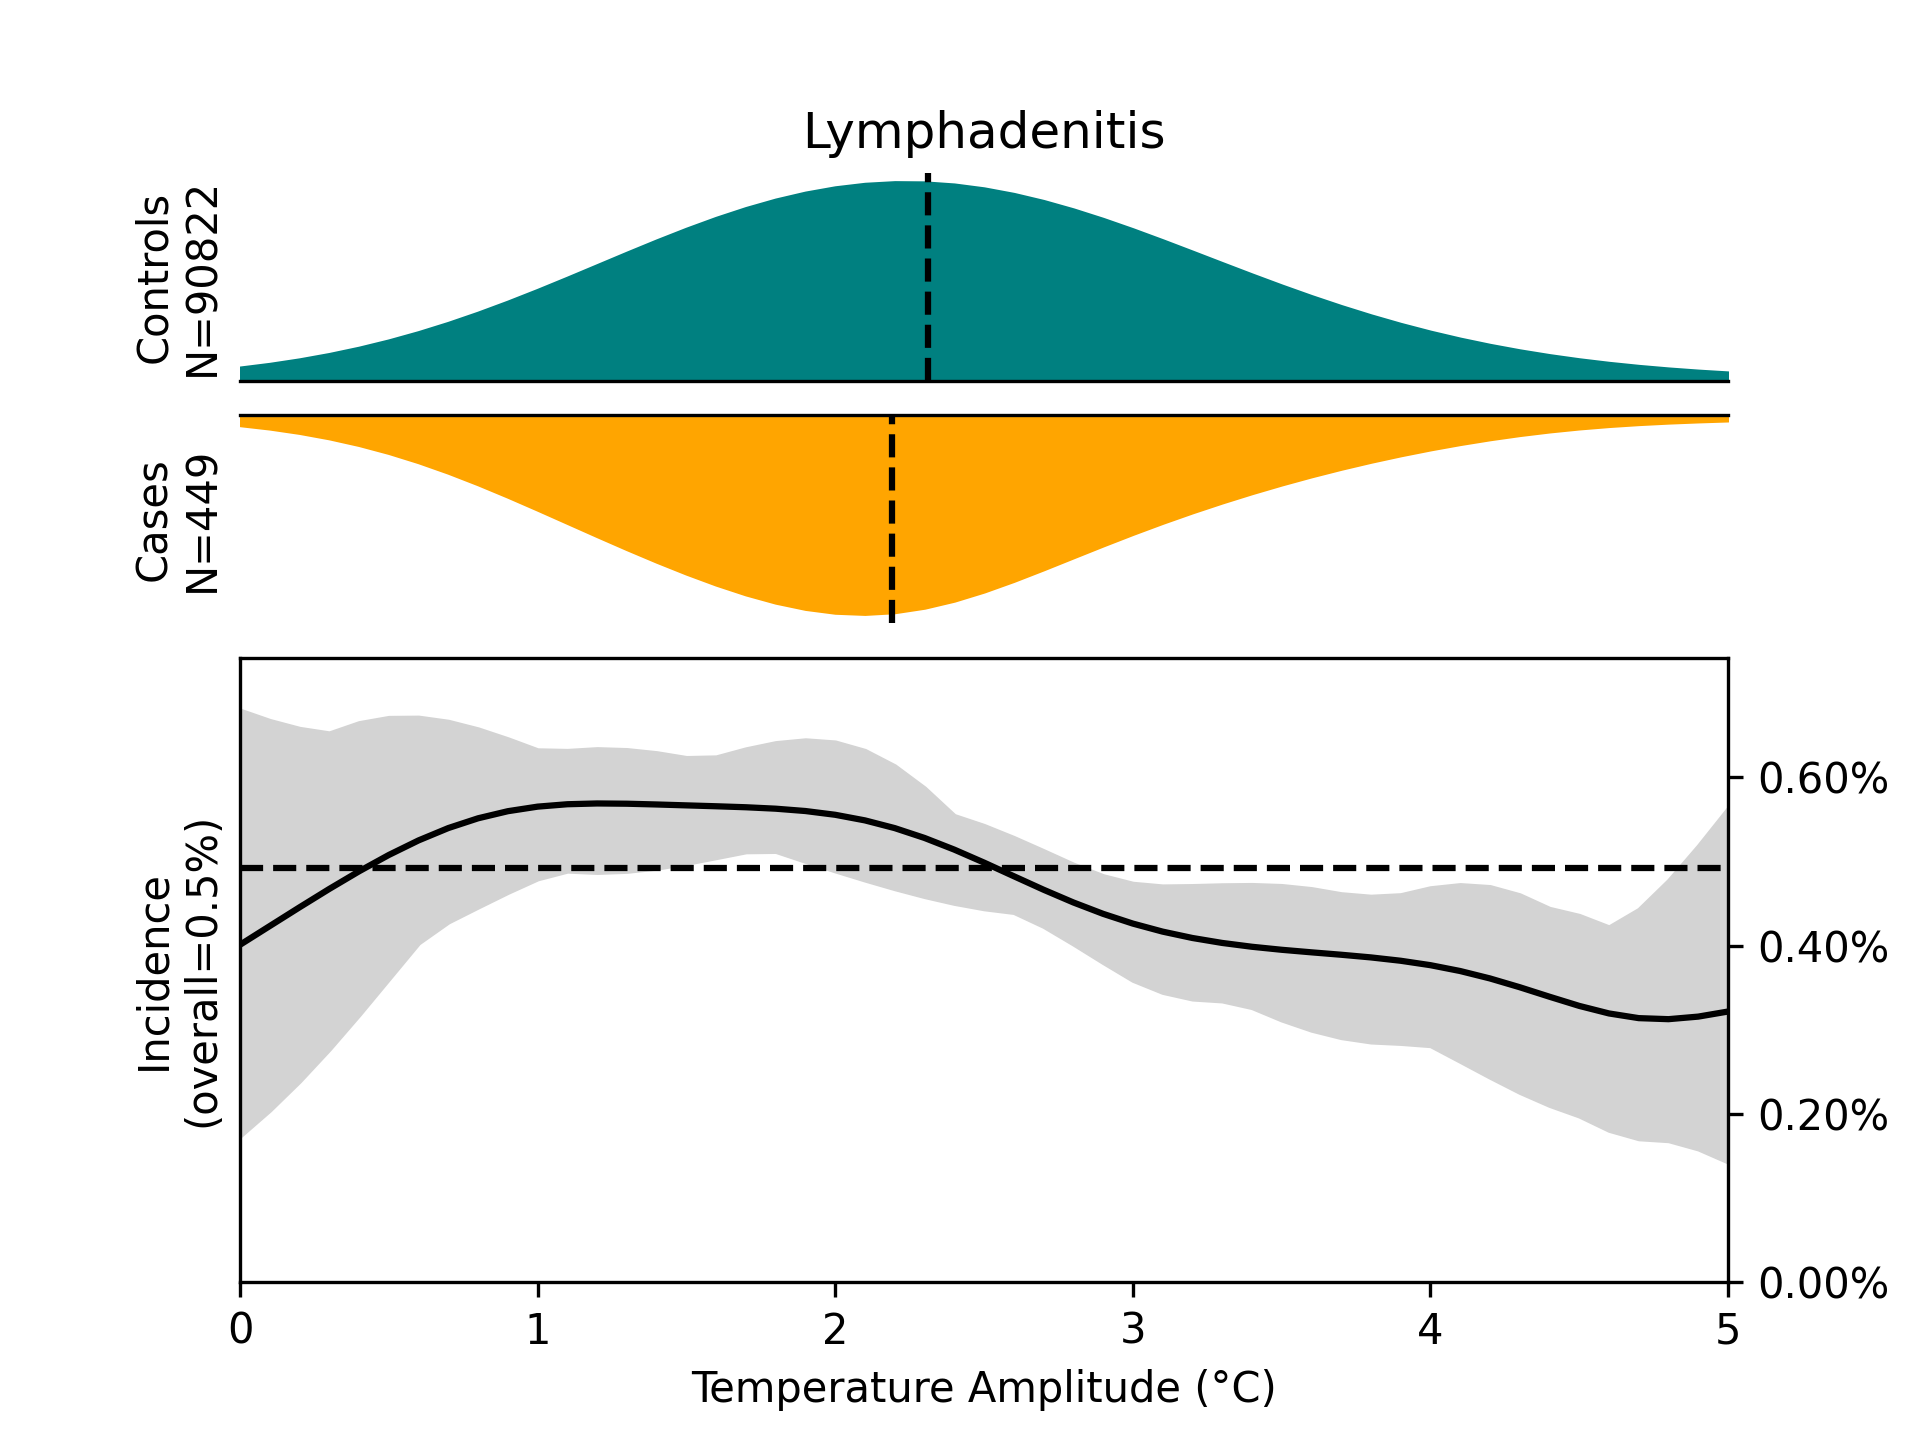 Lymphadenitis
Controls
N=90822
Cases
N=449
Incidence
(overall=0.5%)
0.60%
0.40%
0.20%
0.00%
0 1 2 3 4 5
Temperature Amplitude (°C)